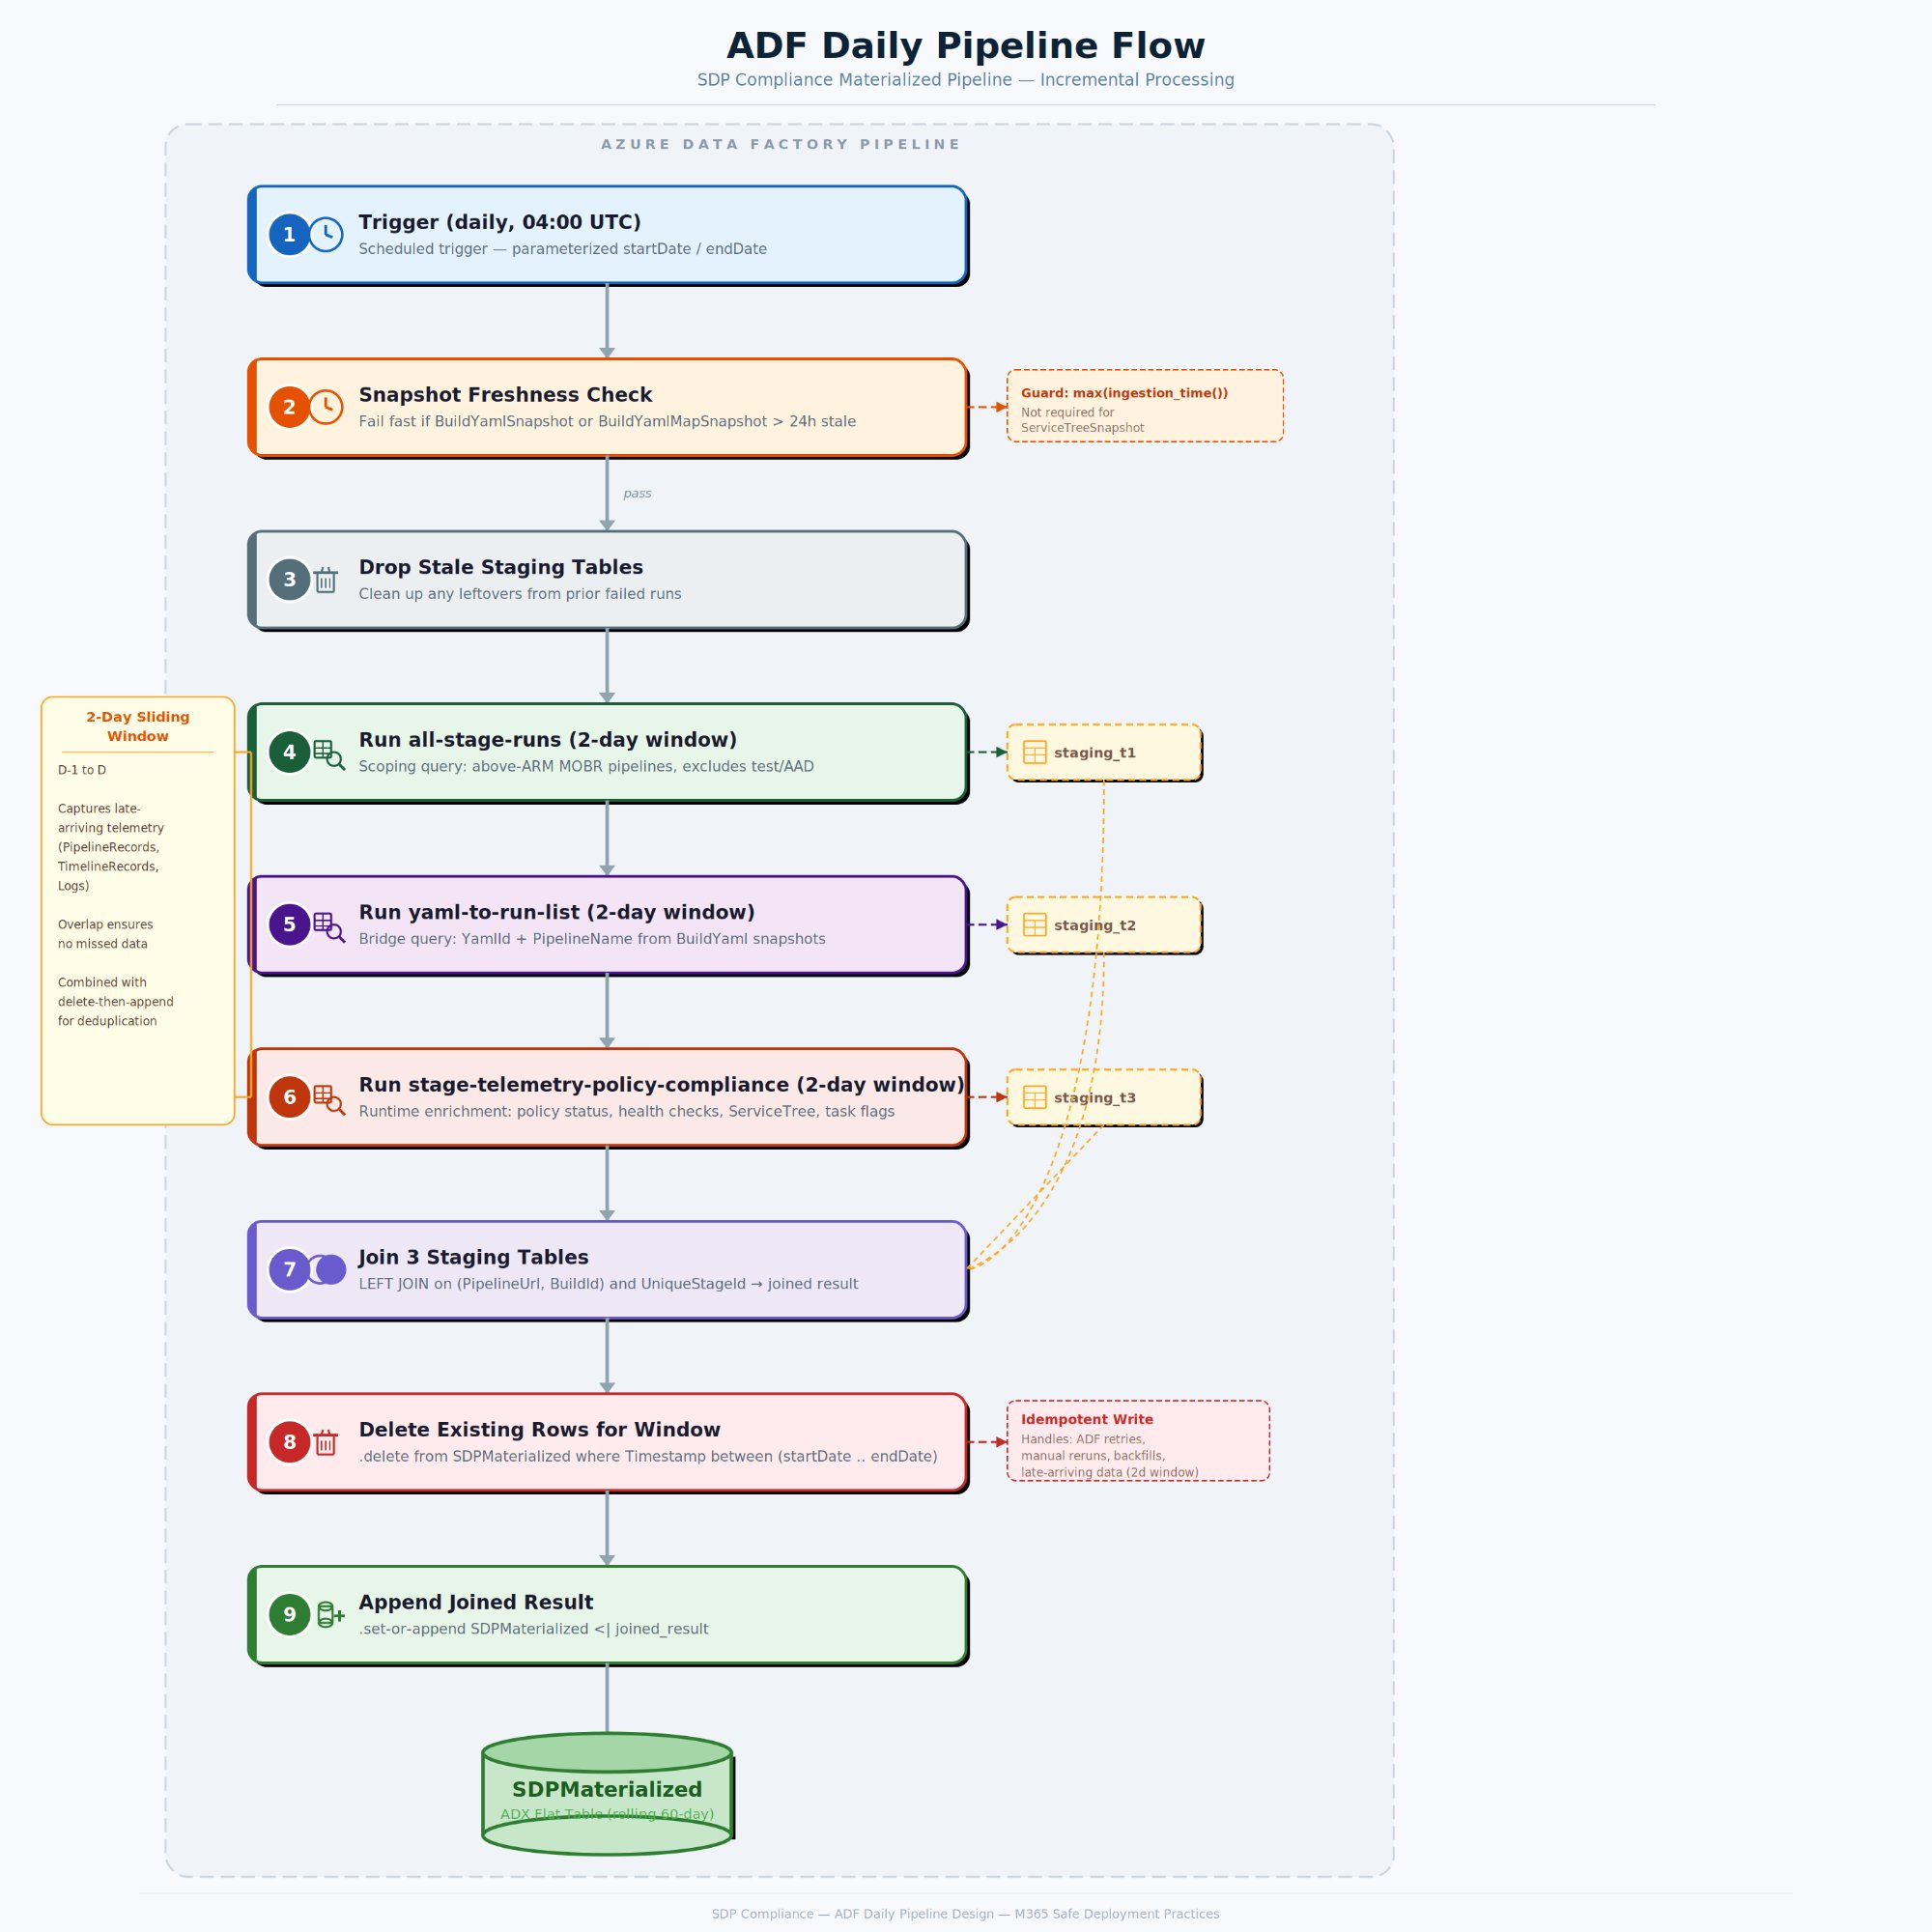 ADF Daily Pipeline Flow
SDP Compliance Materialized Pipeline — Incremental Processing
AZURE DATA FACTORY PIPELINE
1
Trigger (daily, 04:00 UTC)
Scheduled trigger — parameterized startDate / endDate
2
Snapshot Freshness Check
Fail fast if BuildYamlSnapshot or BuildYamlMapSnapshot > 24h stale
Guard: max(ingestion_time())
Not required for
ServiceTreeSnapshot
pass
3
Drop Stale Staging Tables
Clean up any leftovers from prior failed runs
2-Day Sliding
Window
D-1 to D
Captures late-
arriving telemetry
(PipelineRecords,
TimelineRecords,
Logs)
Overlap ensures
no missed data
Combined with
delete-then-append
for deduplication
4
Run all-stage-runs (2-day window)
Scoping query: above-ARM MOBR pipelines, excludes test/AAD
staging_t1
5
Run yaml-to-run-list (2-day window)
Bridge query: YamlId + PipelineName from BuildYaml snapshots
staging_t2
6
Run stage-telemetry-policy-compliance (2-day window)
Runtime enrichment: policy status, health checks, ServiceTree, task flags
staging_t3
7
Join 3 Staging Tables
LEFT JOIN on (PipelineUrl, BuildId) and UniqueStageId → joined result
8
Delete Existing Rows for Window
.delete from SDPMaterialized where Timestamp between (startDate .. endDate)
Idempotent Write
Handles: ADF retries,
manual reruns, backfills,
late-arriving data (2d window)
9
Append Joined Result
.set-or-append SDPMaterialized <| joined_result
SDPMaterialized
ADX Flat Table (rolling 60-day)
SDP Compliance — ADF Daily Pipeline Design — M365 Safe Deployment Practices